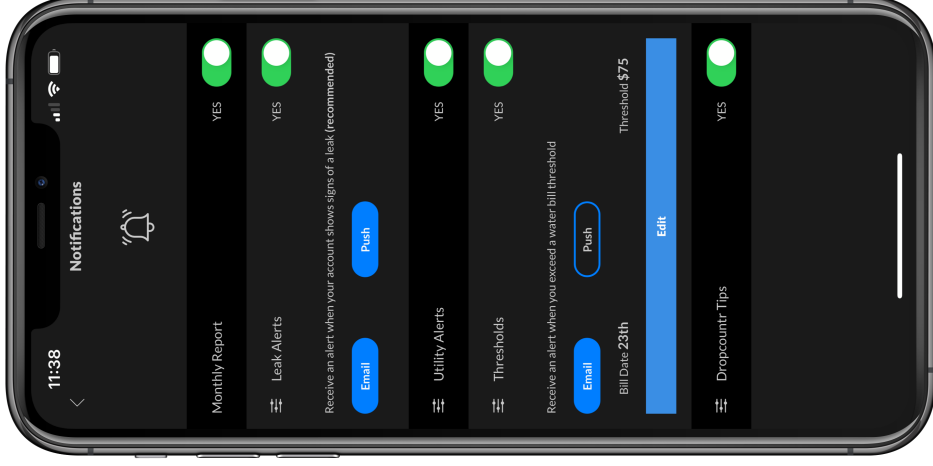 11:38
Notifications
Monthly Report YES
Leak Alerts YES
Receive an alert when your account shows signs of a leak (recommended)
Email Push
Utility Alerts YES
Thresholds YES
Receive an alert when you exceed a water bill threshold
Email Push
Bill Date 23th Threshold $75
Edit
Dropcountr Tips YES